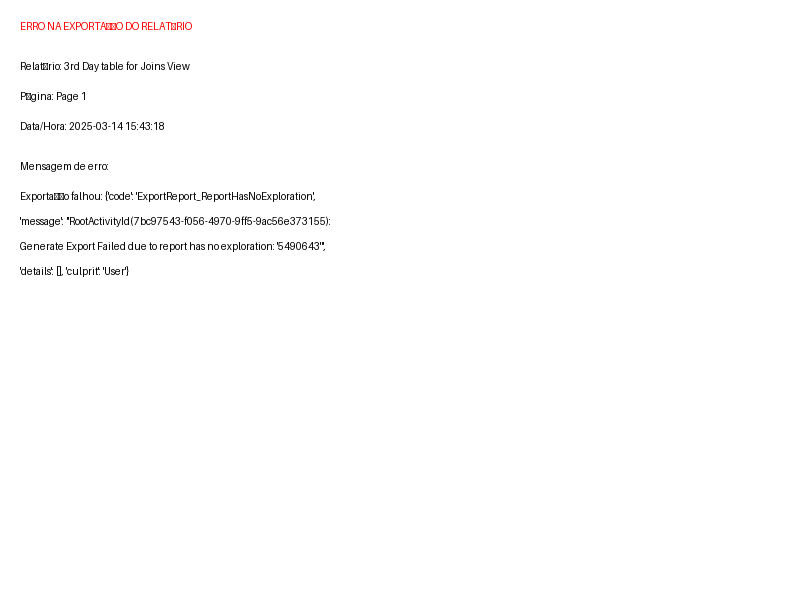 ERRO NA EXPORTA□□O DO RELAT□RIO
Relat□rio: 3rd Day table for Joins View
P□gina: Page 1
Data/Hora: 2025-03-14 15:43:18
Mensagem de erro:
Exporta□□o falhou: {'code': 'ExportReport_ReportHasNoExploration',
'message': "RootActivityId(7bc97543-f056-4970-9ff5-9ac56e373155):
Generate Export Failed due to report has no exploration: '5490643'",
'details': [], 'culprit': 'User'}